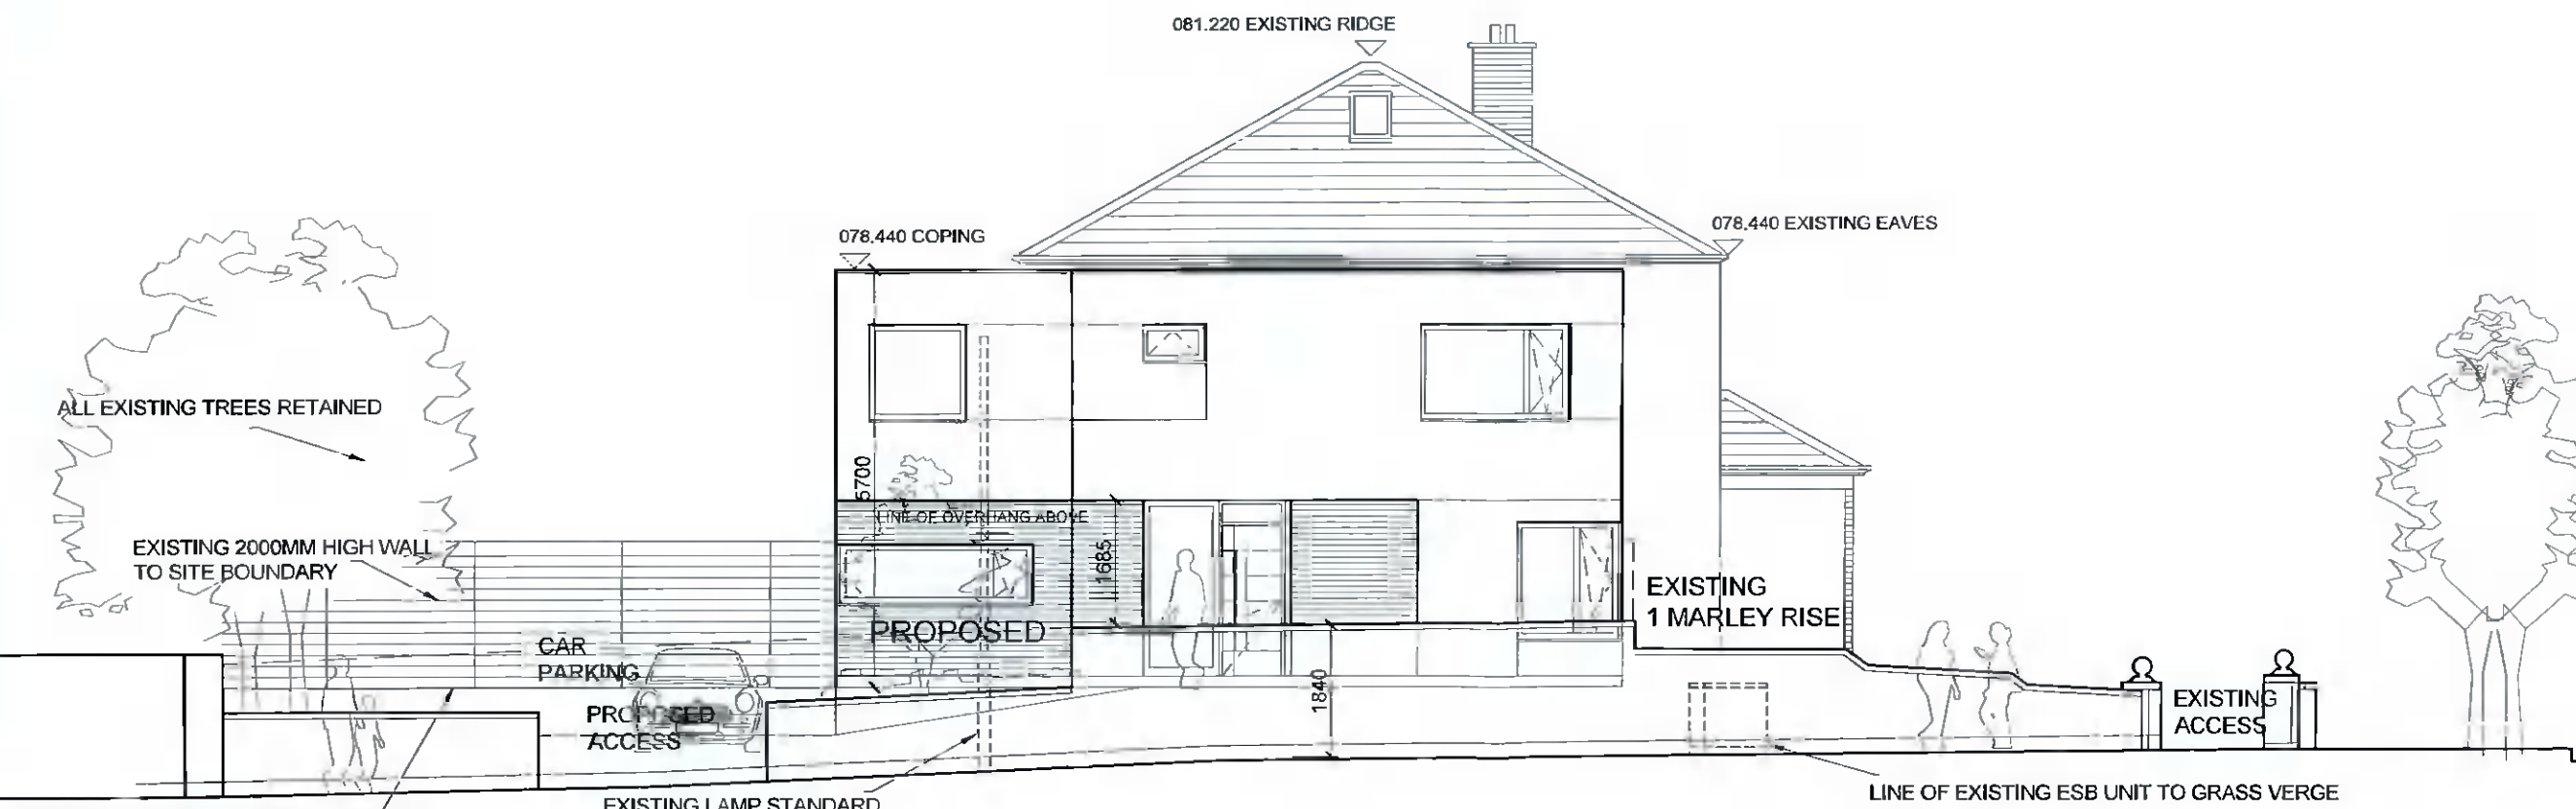 081.220 EXISTING RIDGE
078.440 COPING
078.440 EXISTING EAVES
ALL EXISTING TREES RETAINED
5700
LINE OF OVERHANG ABOVE
EXISTING 2000MM HIGH WALL
TO SITE BOUNDARY
1685
EXISTING
1 MARLEY RISE
PROPOSED
CAR
PARKING
1840
PROPOSED
ACCESS
EXISTING
ACCESS
EXISTING LAMP STANDARD
LINE OF EXISTING ESB UNIT TO GRASS VERGE